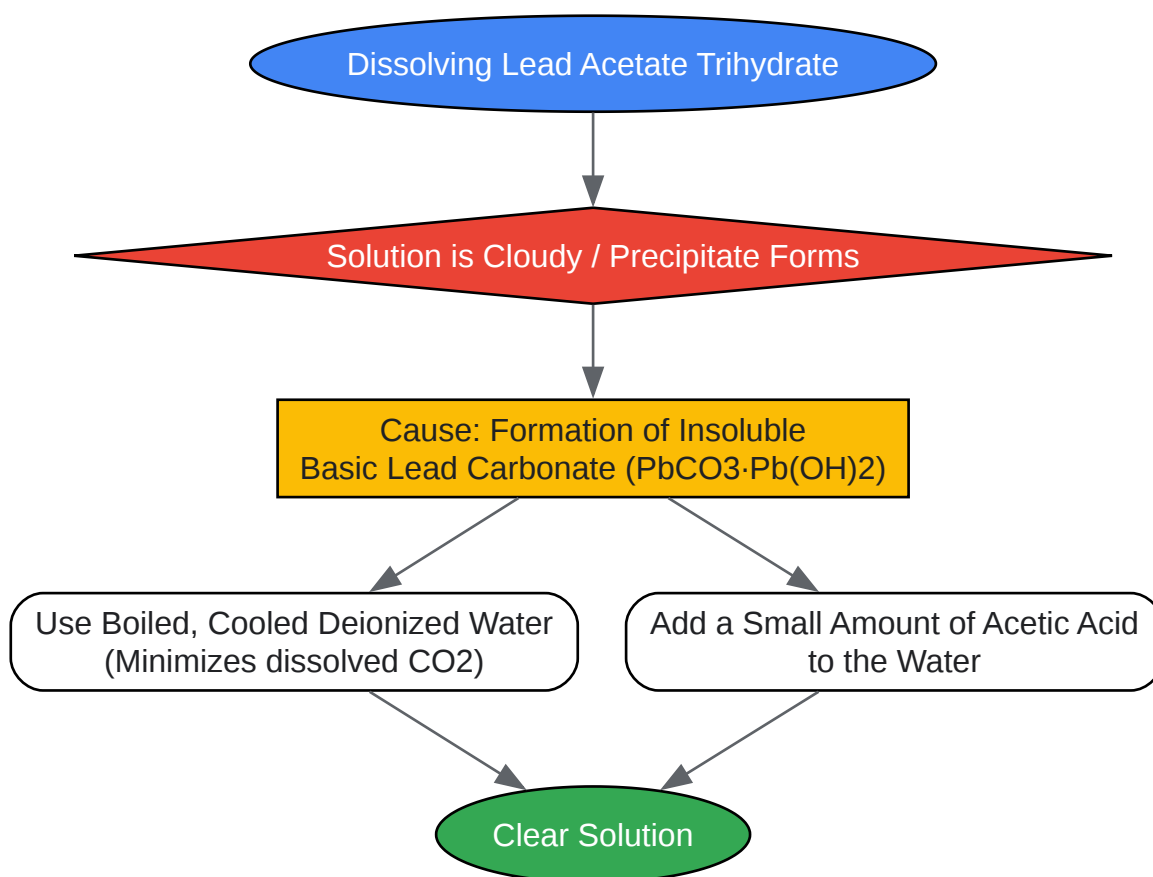 Dissolving Lead Acetate Trihydrate
Solution is Cloudy / Precipitate Forms
Cause: Formation of Insoluble
Basic Lead Carbonate (PbCO3·Pb(OH)2)
Use Boiled, Cooled Deionized Water
(Minimizes dissolved CO2)
Add a Small Amount of Acetic Acid
to the Water
Clear Solution